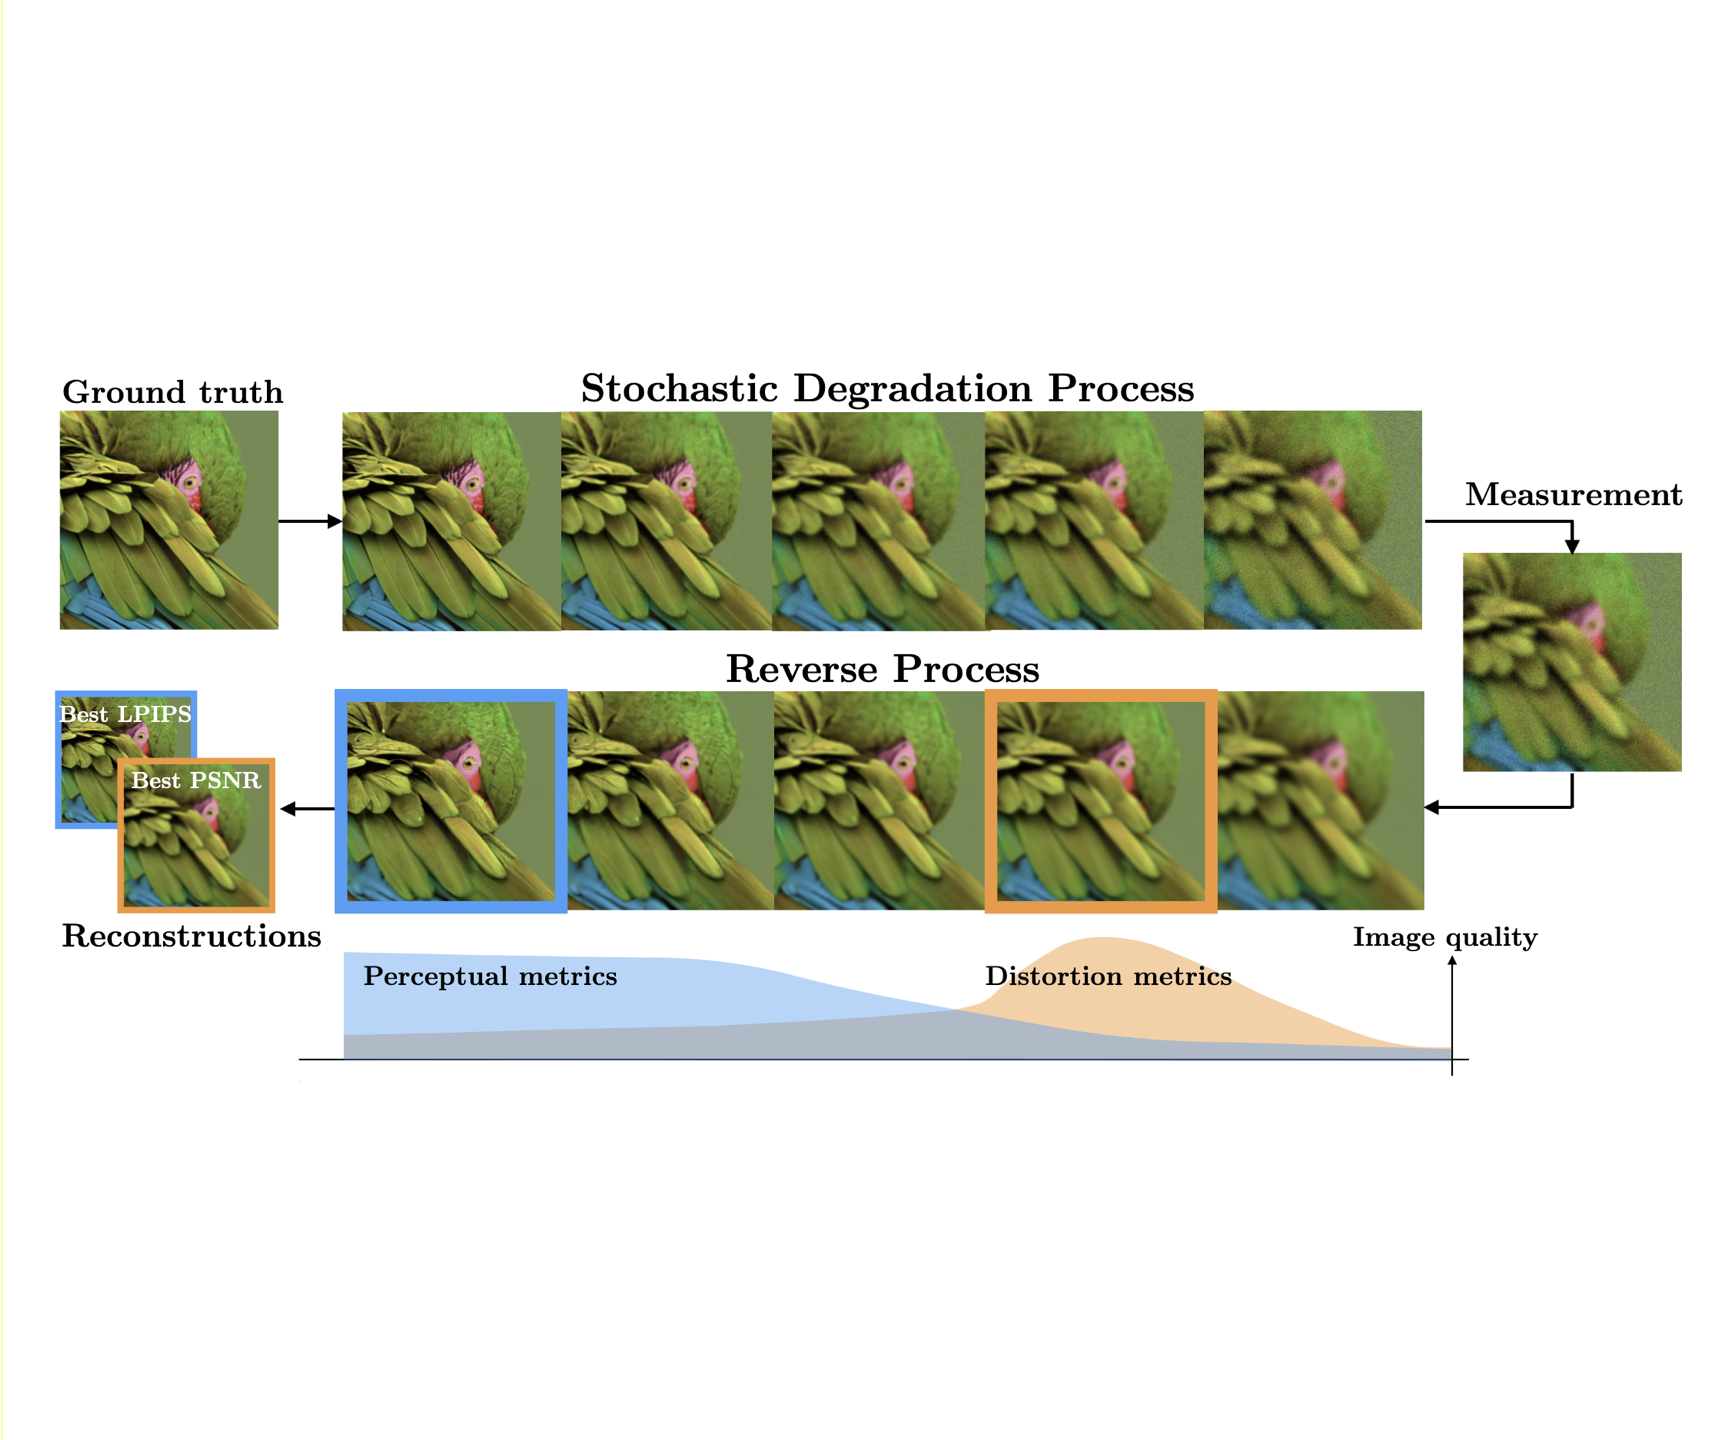 Ground truth
Stochastic Degradation Process
Measurement
Reverse Process
Best LPIPS
Best PSNR
Reconstructions
Image quality
Perceptual metrics
Distortion metrics